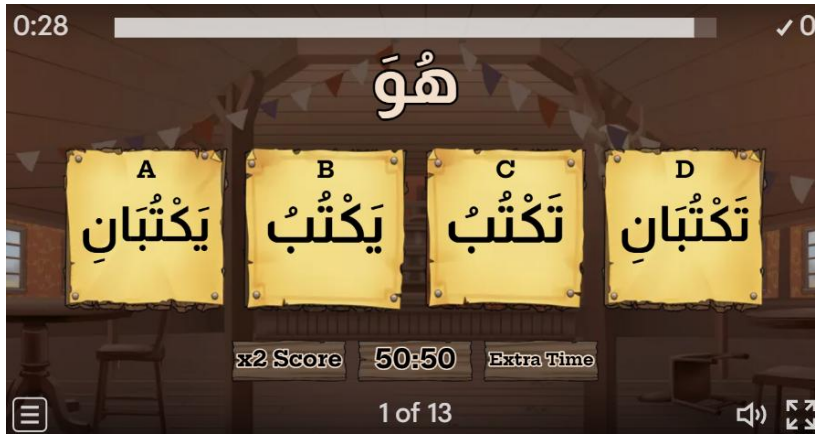 0:28
✓ 0
هُوَ
A
يَكْتُبَانِ
B
يَكْتُبُ
C
تَكْتُبُ
D
تَكْتُبَانِ
x2 Score
50:50
Extra Time
1 of 13